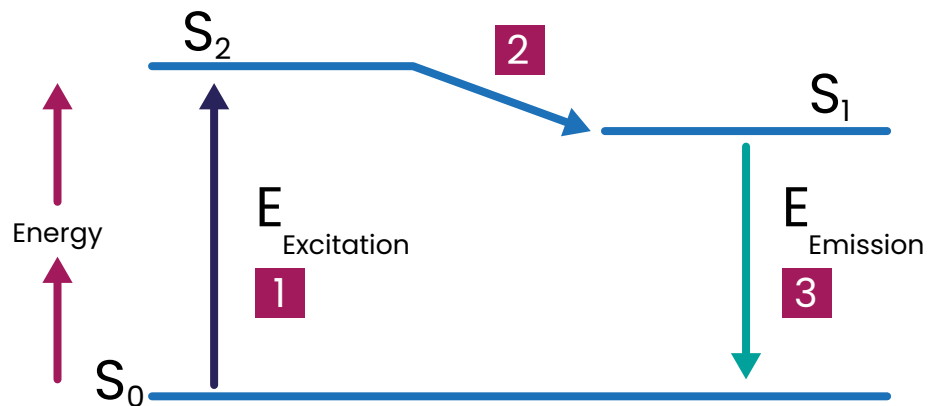 S₂
2
S₁
Energy
E Excitation
1
E Emission
3
S₀